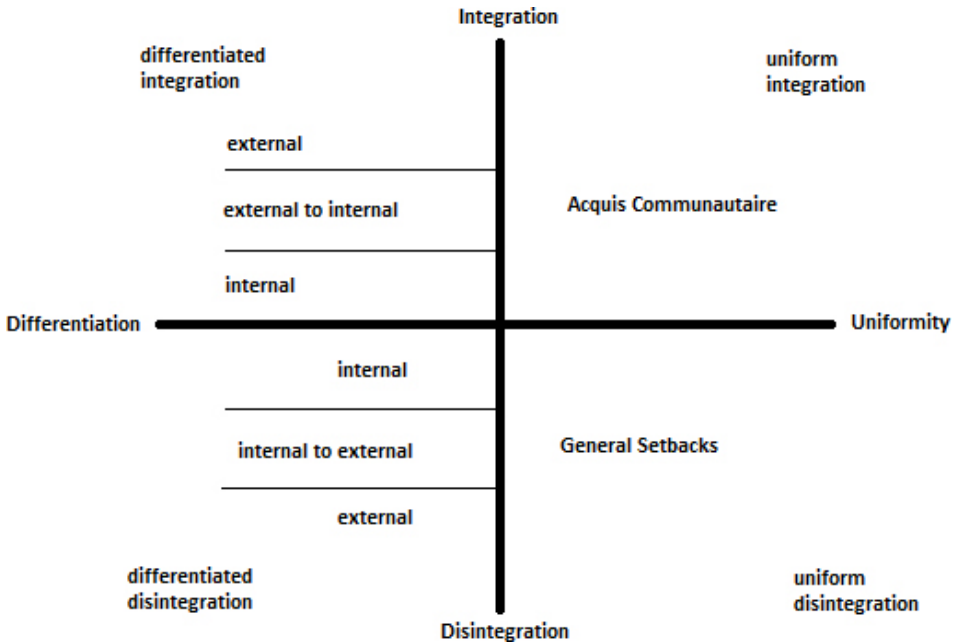 Integration
differentiated
integration
uniform
integration
external
external to internal
Acquis Communautaire
internal
Differentiation
Uniformity
internal
internal to external
General Setbacks
external
differentiated
disintegration
uniform
disintegration
Disintegration